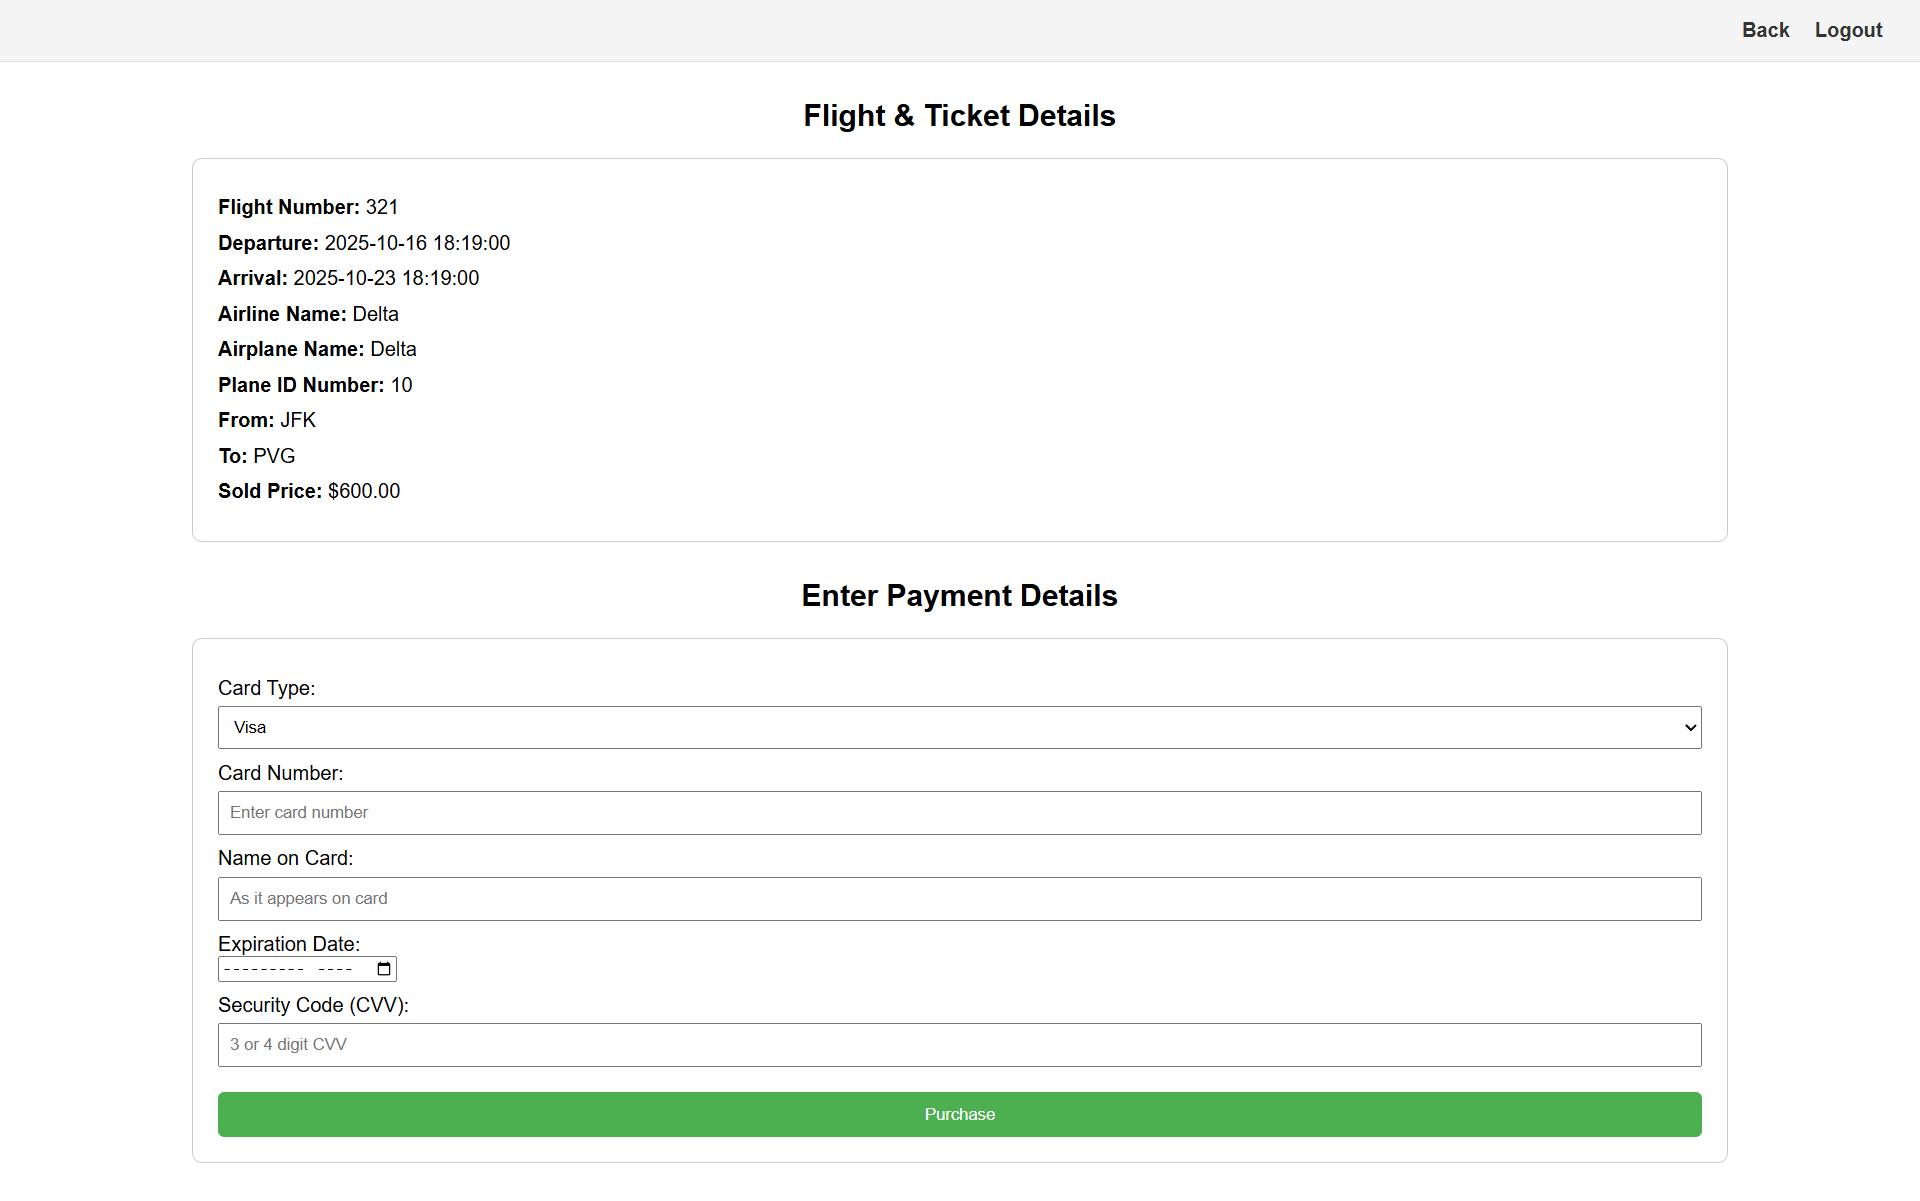 Back Logout
Flight & Ticket Details
Flight Number: 321
Departure: 2025-10-16 18:19:00
Arrival: 2025-10-23 18:19:00
Airline Name: Delta
Airplane Name: Delta
Plane ID Number: 10
From: JFK
To: PVG
Sold Price: $600.00
Enter Payment Details
Card Type:
Visa
Card Number:
Enter card number
Name on Card:
As it appears on card
Expiration Date:
--------- ----
Security Code (CVV):
3 or 4 digit CVV
Purchase